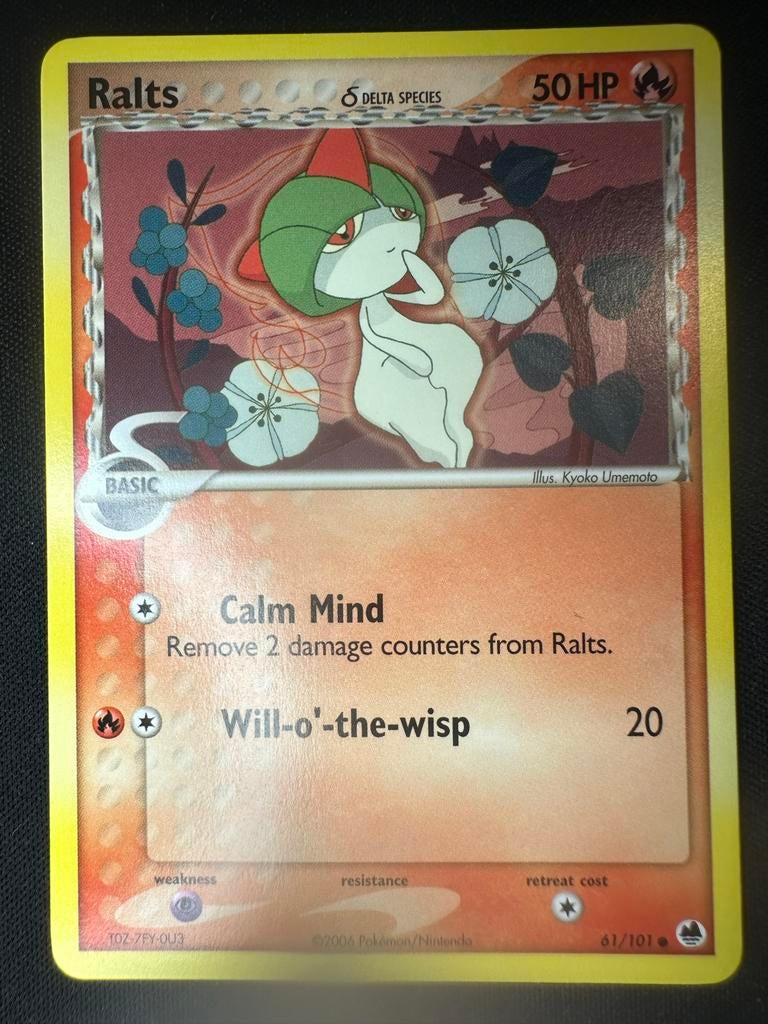 Ralts
δ DELTA SPECIES
50 HP
Illus. Kyoko Umemoto
BASIC
Calm Mind
Remove 2 damage counters from Ralts.
Will-o'-the-wisp 20
weakness resistance retreat cost
T0Z-7FY-0U3 ©2006 Pokémon/Nintendo 61/101